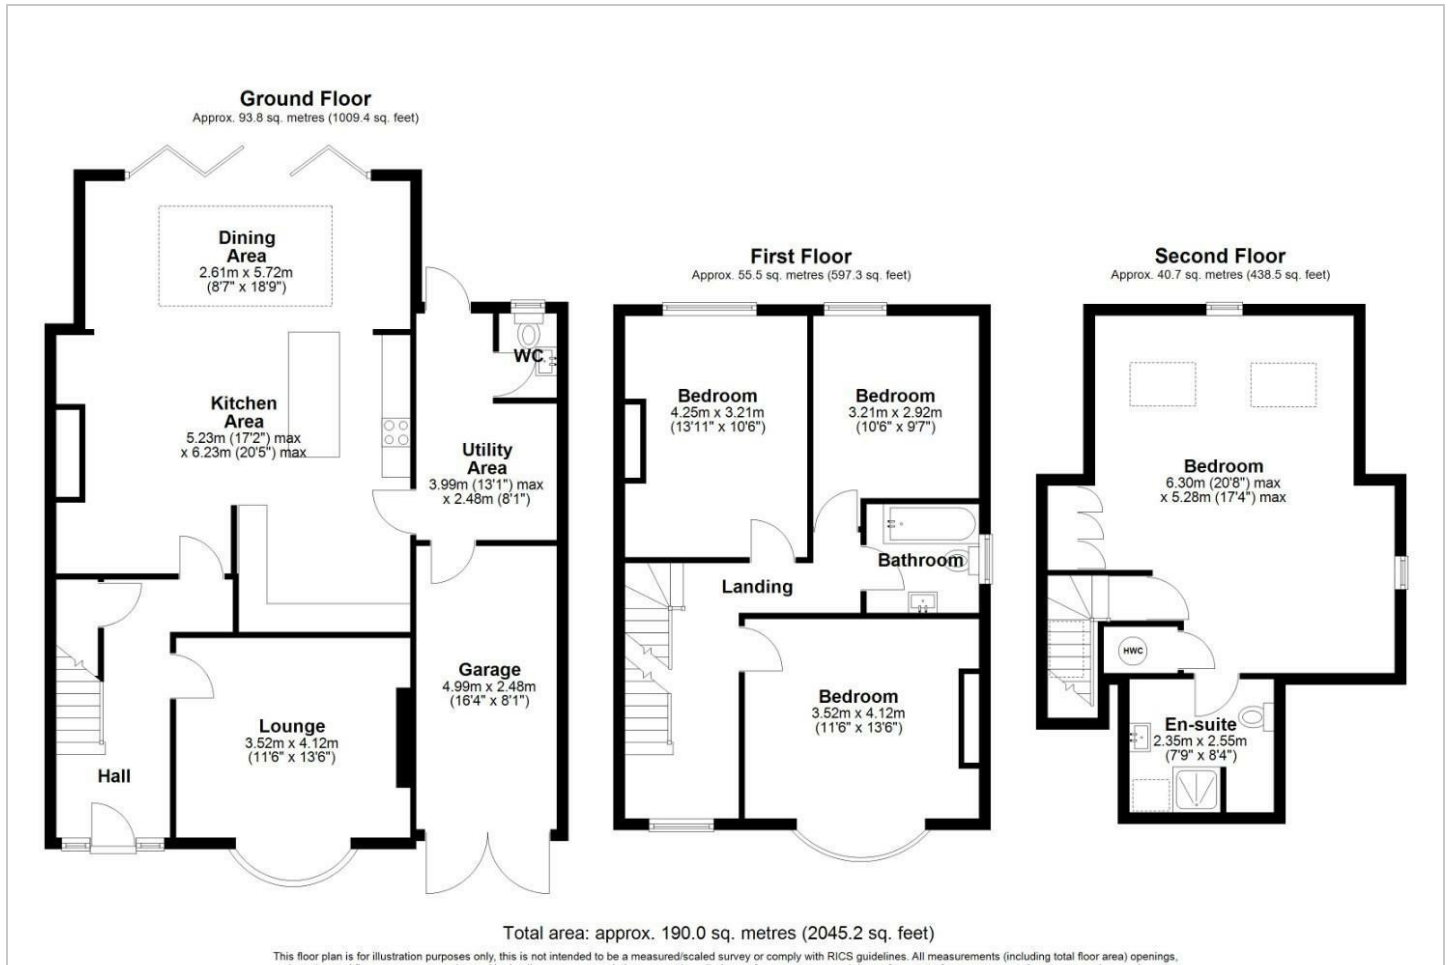 Ground Floor
Approx. 93.8 sq. metres (1009.4 sq. feet)
Dining
Area
2.61m x 5.72m
(8'7" x 18'9")
WC
Kitchen
Area
5.23m (17'2") max
x 6.23m (20'5") max
Utility
Area
3.99m (13'1") max
x 2.48m (8'1")
Garage
4.99m x 2.48m
(16'4" x 8'1")
Lounge
3.52m x 4.12m
(11'6" x 13'6")
Hall
First Floor
Approx. 55.5 sq. metres (597.3 sq. feet)
Bedroom
4.25m x 3.21m
(13'11" x 10'6")
Bedroom
3.21m x 2.92m
(10'6" x 9'7")
Bathroom
Landing
Bedroom
3.52m x 4.12m
(11'6" x 13'6")
Second Floor
Approx. 40.7 sq. metres (438.5 sq. feet)
Bedroom
6.30m (20'8") max
x 5.28m (17'4") max
HWC
En-suite
2.35m x 2.55m
(7'9" x 8'4")
Total area: approx. 190.0 sq. metres (2045.2 sq. feet)
This floor plan is for illustration purposes only, this is not intended to be a measured/scaled survey or comply with RICS guidelines. All measurements (including total floor area) openings,